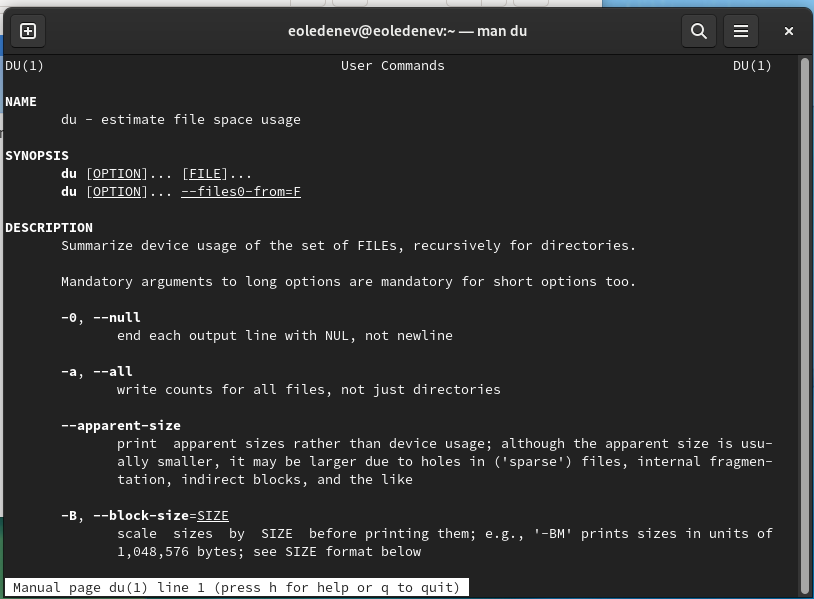 eoledenev@eoledenev:~ — man du
DU(1) User Commands DU(1)
NAME
du - estimate file space usage
SYNOPSIS
du [OPTION]... [FILE]...
du [OPTION]... --files0-from=F
DESCRIPTION
Summarize device usage of the set of FILEs, recursively for directories.
Mandatory arguments to long options are mandatory for short options too.
-0, --null
end each output line with NUL, not newline
-a, --all
write counts for all files, not just directories
--apparent-size
print apparent sizes rather than device usage; although the apparent size is usu-
ally smaller, it may be larger due to holes in ('sparse') files, internal fragmen-
tation, indirect blocks, and the like
-B, --block-size=SIZE
scale sizes by SIZE before printing them; e.g., '-BM' prints sizes in units of
1,048,576 bytes; see SIZE format below
Manual page du(1) line 1 (press h for help or q to quit)